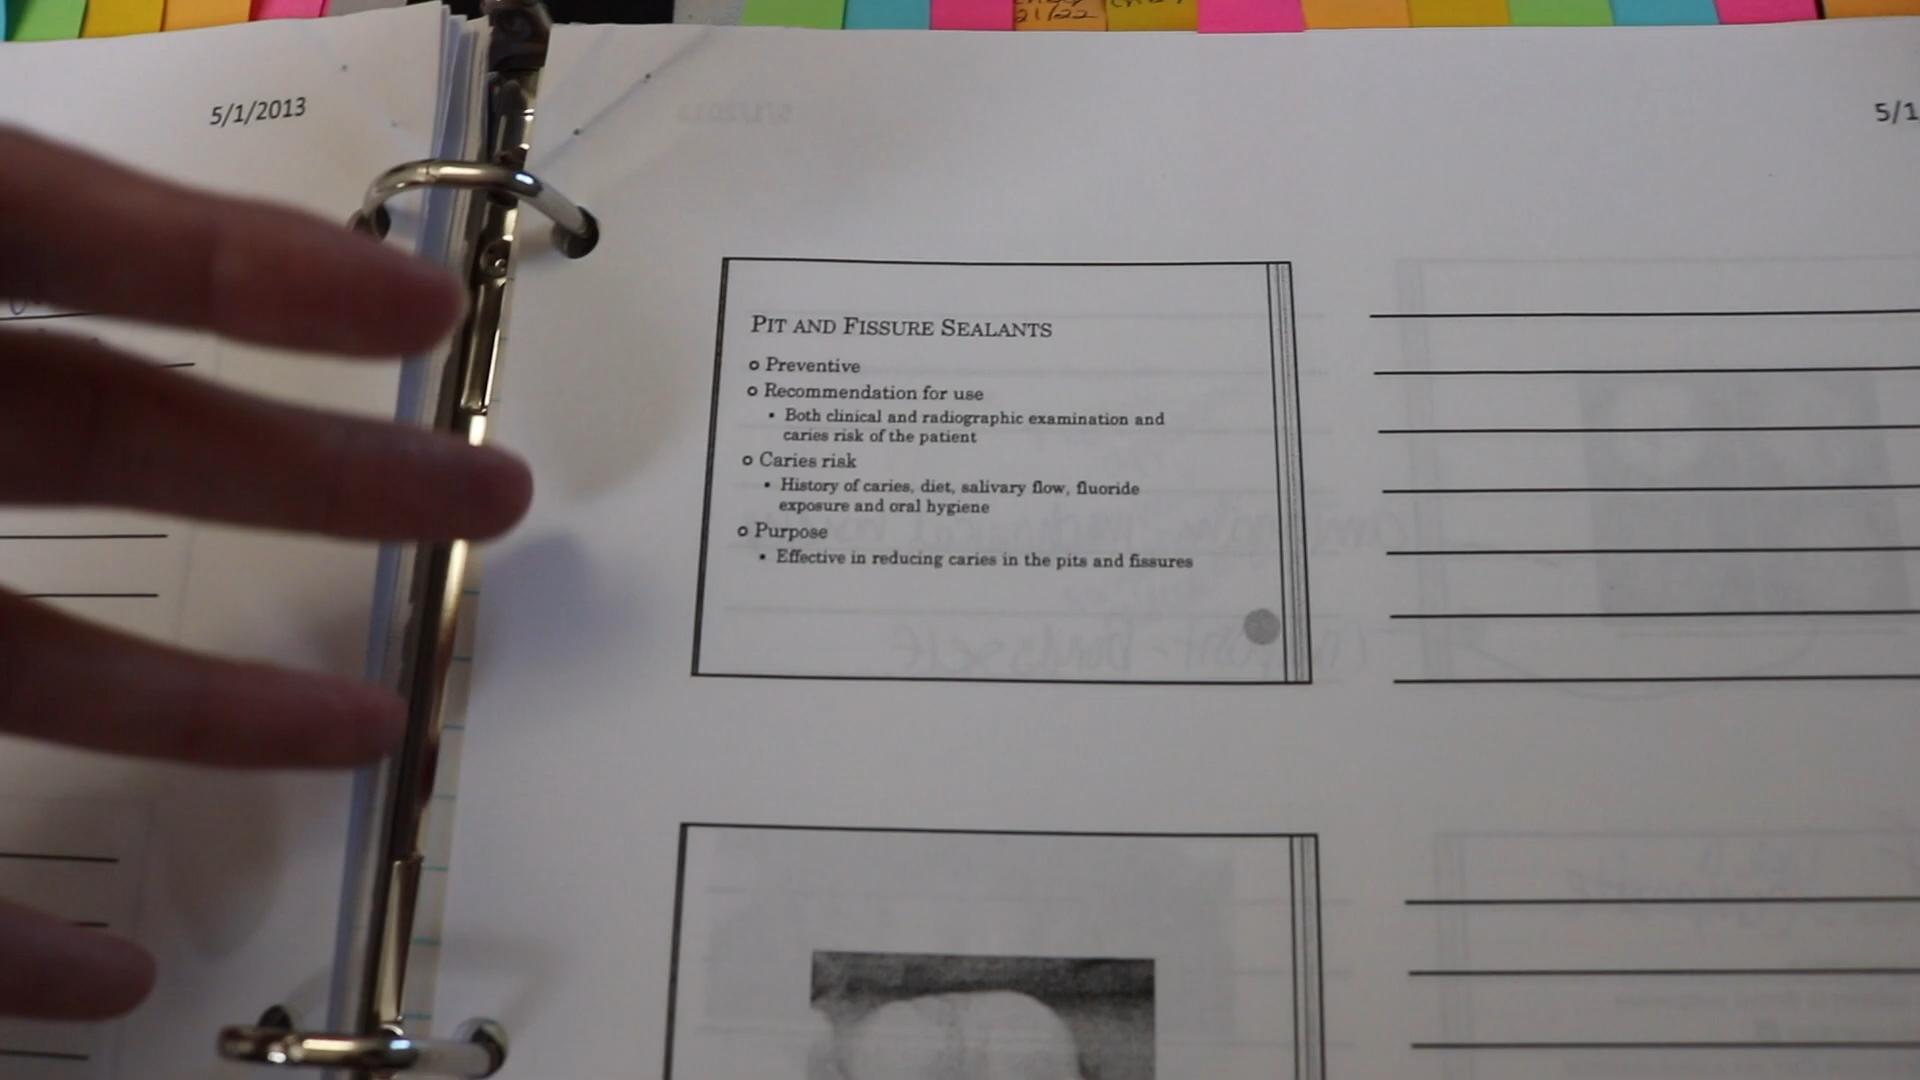 21/22
5/1/2013
5/1
PIT AND FISSURE SEALANTS
Preventive
Recommendation for use
Both clinical and radiographic examination and
caries risk of the patient
Caries risk
History of caries, diet, salivary flow, fluoride
exposure and oral hygiene
Purpose
Effective in reducing caries in the pits and fissures